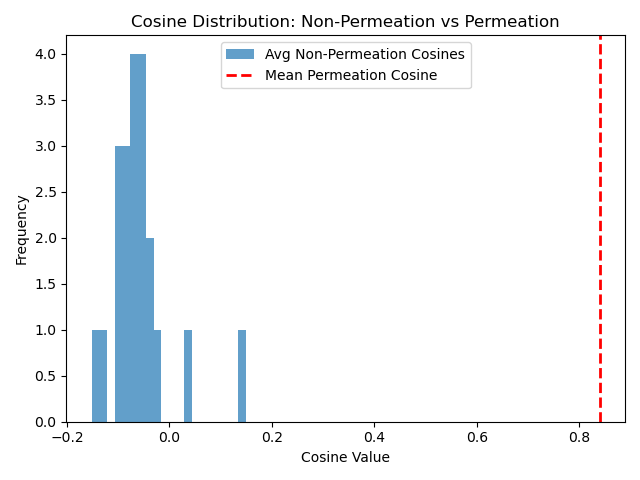 Cosine Distribution: Non-Permeation vs Permeation
Avg Non-Permeation Cosines
Mean Permeation Cosine
Frequency
4.0
3.5
3.0
2.5
2.0
1.5
1.0
0.5
0.0
−0.2 0.0 0.2 0.4 0.6 0.8
Cosine Value